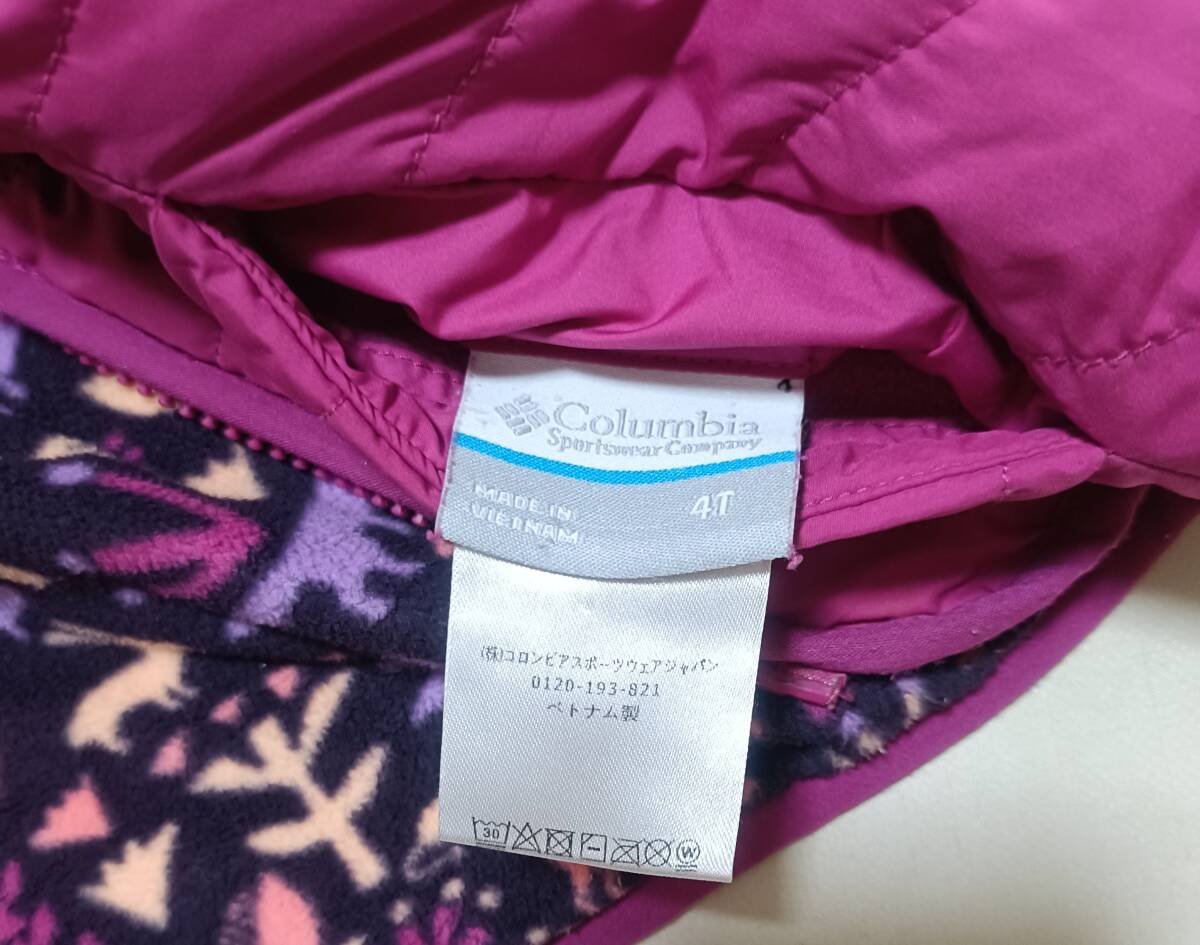 4
Columbia
Sportswear Company
MADE IN
VIETNAM
4T
(株)コロンビアスポーツウェアジャパン
0120-193-821
ベトナム製
30
W